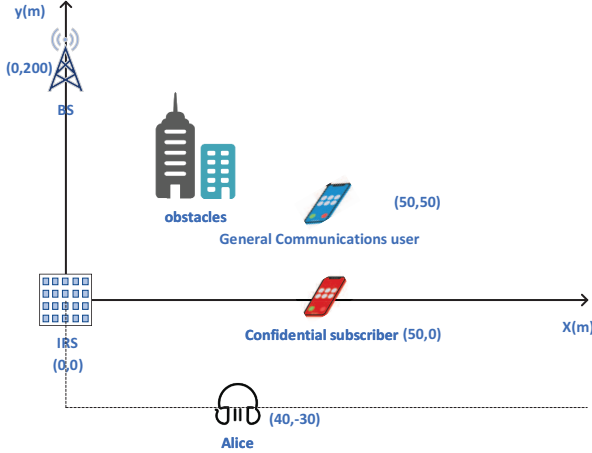 y(m)
(0,200)
BS
obstacles
(50,50)
General Communications user
X(m)
Confidential subscriber (50,0)
IRS
(0,0)
(40,-30)
Alice